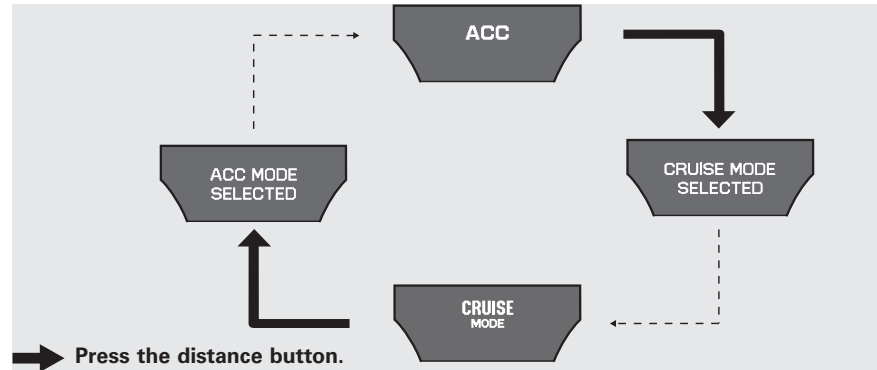 ACC
ACC MODE
SELECTED
CRUISE MODE
SELECTED
CRUISE
MODE
Press the distance button.